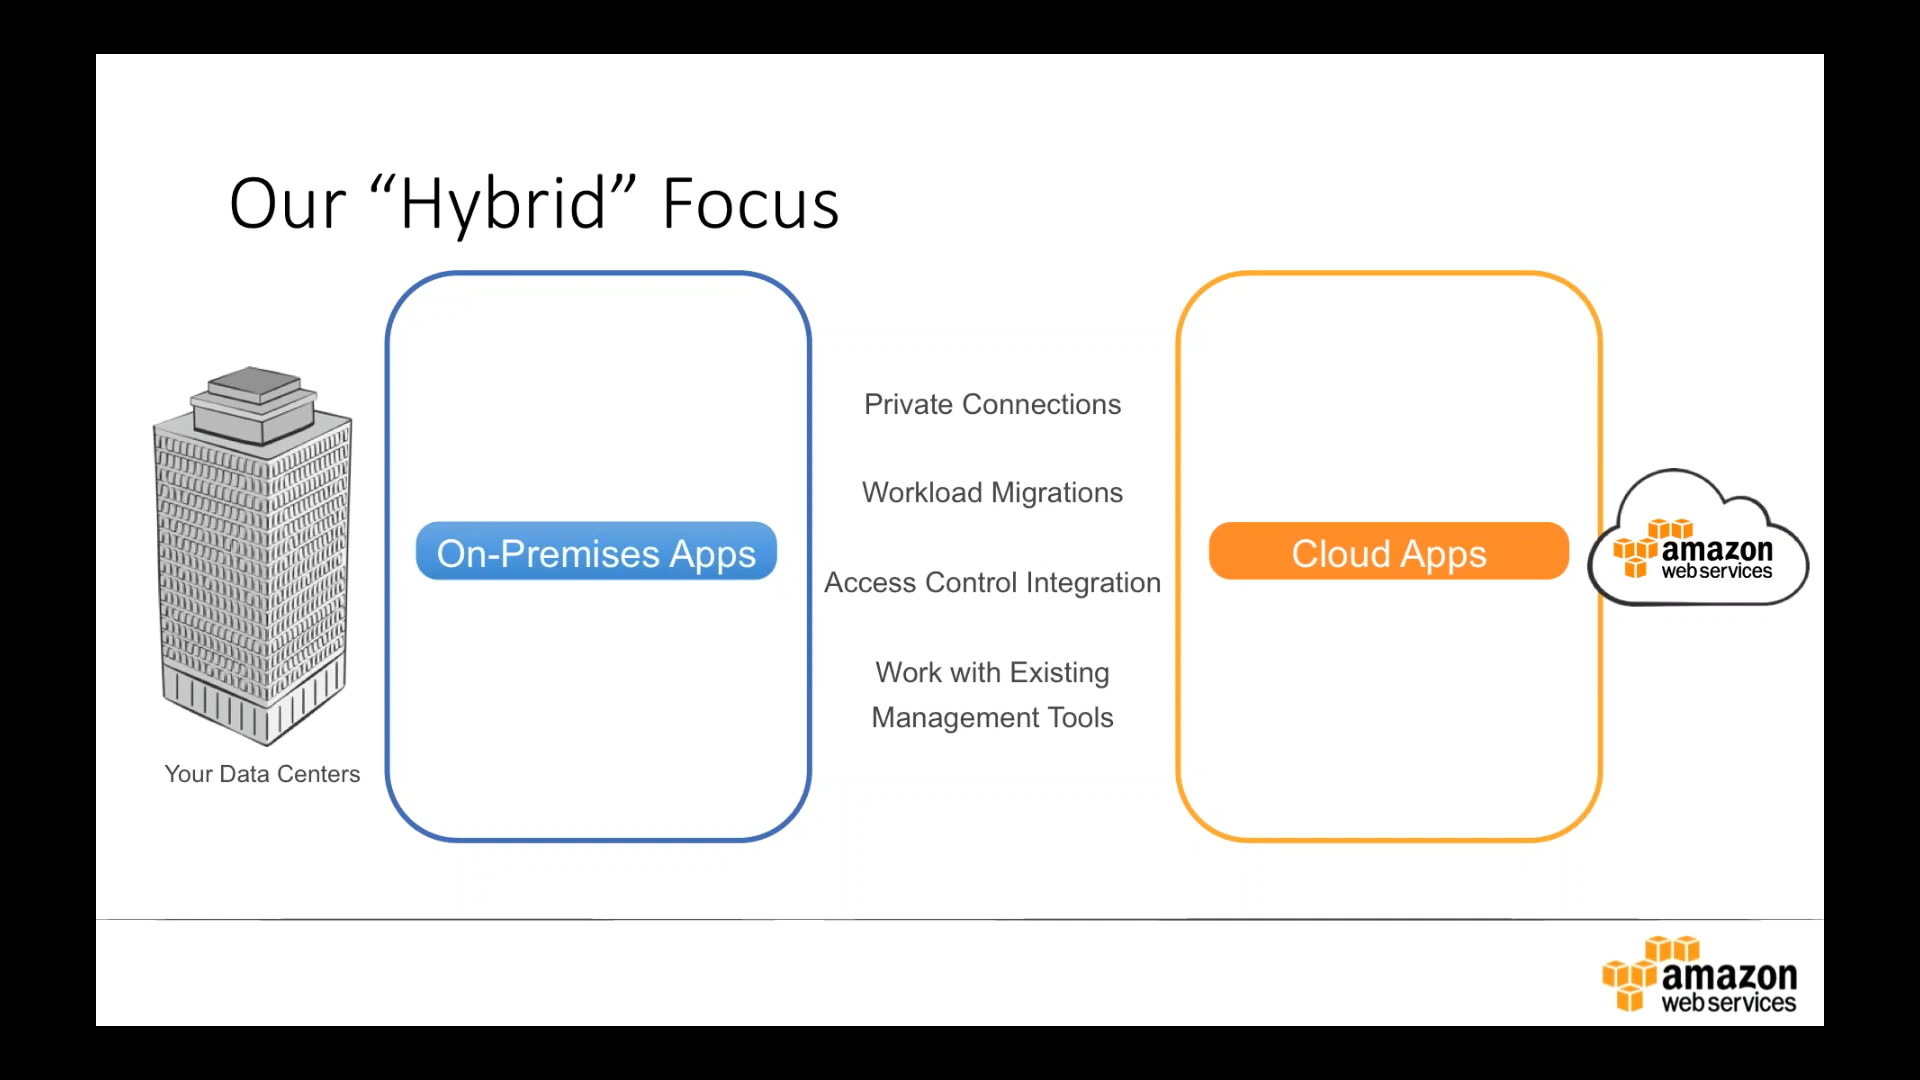 Our “Hybrid” Focus
Private Connections
Workload Migrations
On-Premises Apps
Cloud Apps
amazon
web services
Access Control Integration
Work with Existing
Management Tools
Your Data Centers
amazon
web services